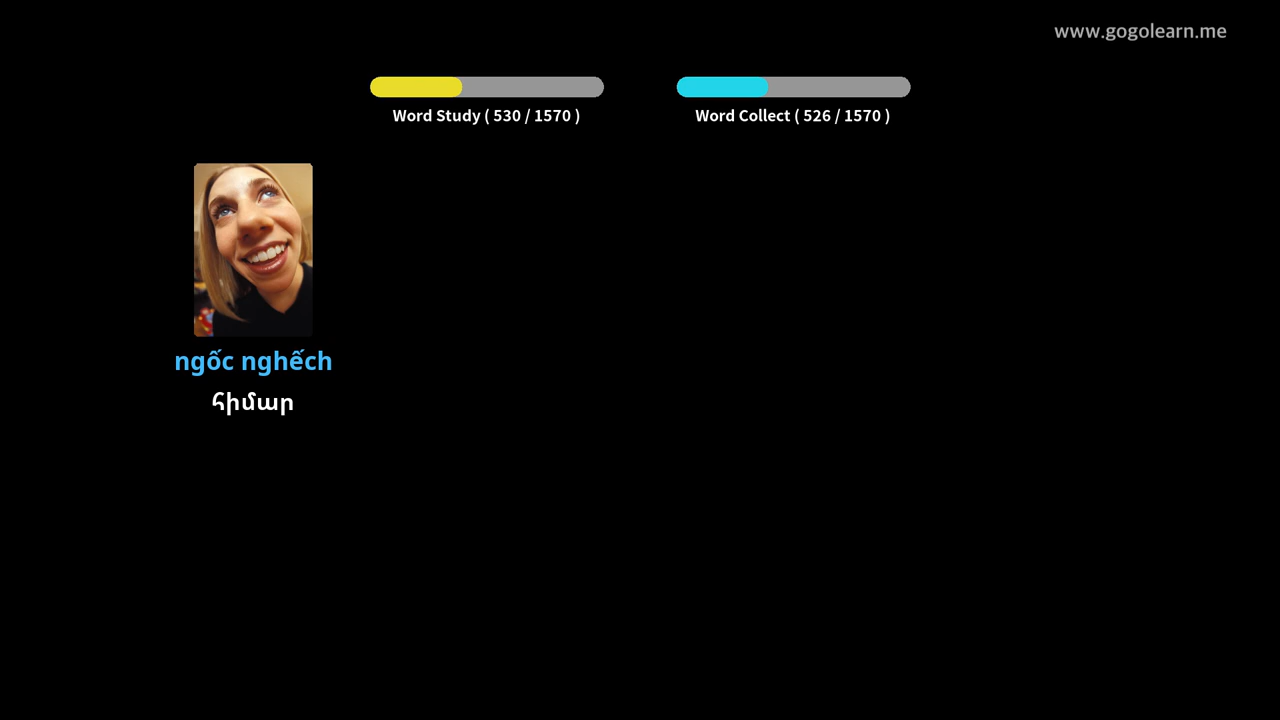 www.gogolearn.me
Word Study ( 530 / 1570 )
Word Collect ( 526 / 1570 )
ngốc nghếch
հիմար